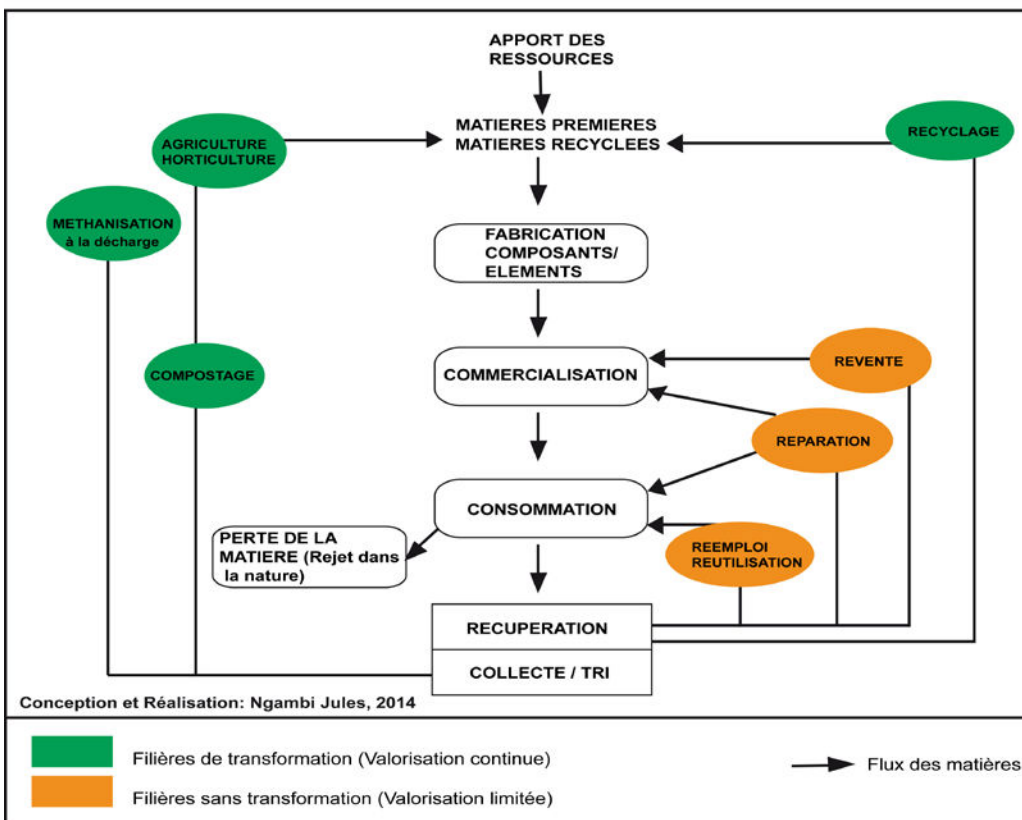 APPORT DES
RESSOURCES
MATIERES PREMIERES
MATIERES RECYCLEES
AGRICULTURE
HORTICULTURE
RECYCLAGE
METHANISATION
à la décharge
FABRICATION
COMPOSANTS/
ELEMENTS
COMPOSTAGE
COMMERCIALISATION
REVENTE
REPARATION
CONSOMMATION
PERTE DE LA
MATIERE (Rejet dans
la nature)
REEMPLOI
REUTILISATION
RECUPERATION
COLLECTE / TRI
Conception et Réalisation: Ngambi Jules, 2014
Filières de transformation (Valorisation continue)
Flux des matières
Filières sans transformation (Valorisation limitée)